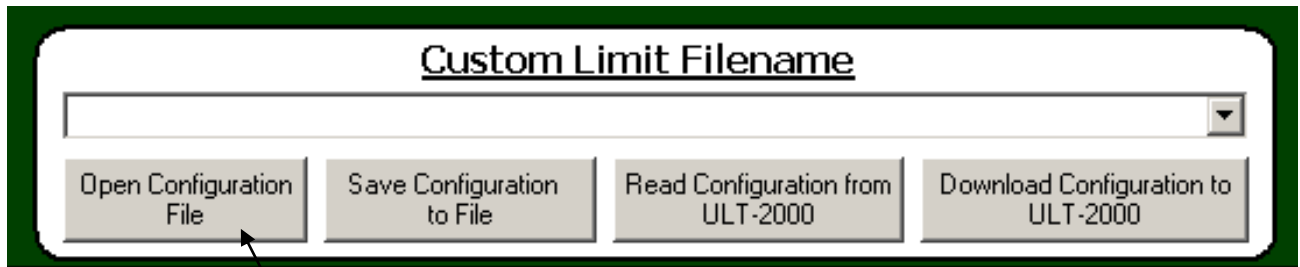 Custom Limit Filename
Open Configuration
File
Save Configuration
to File
Read Configuration from
ULT-2000
Download Configuration to
ULT-2000